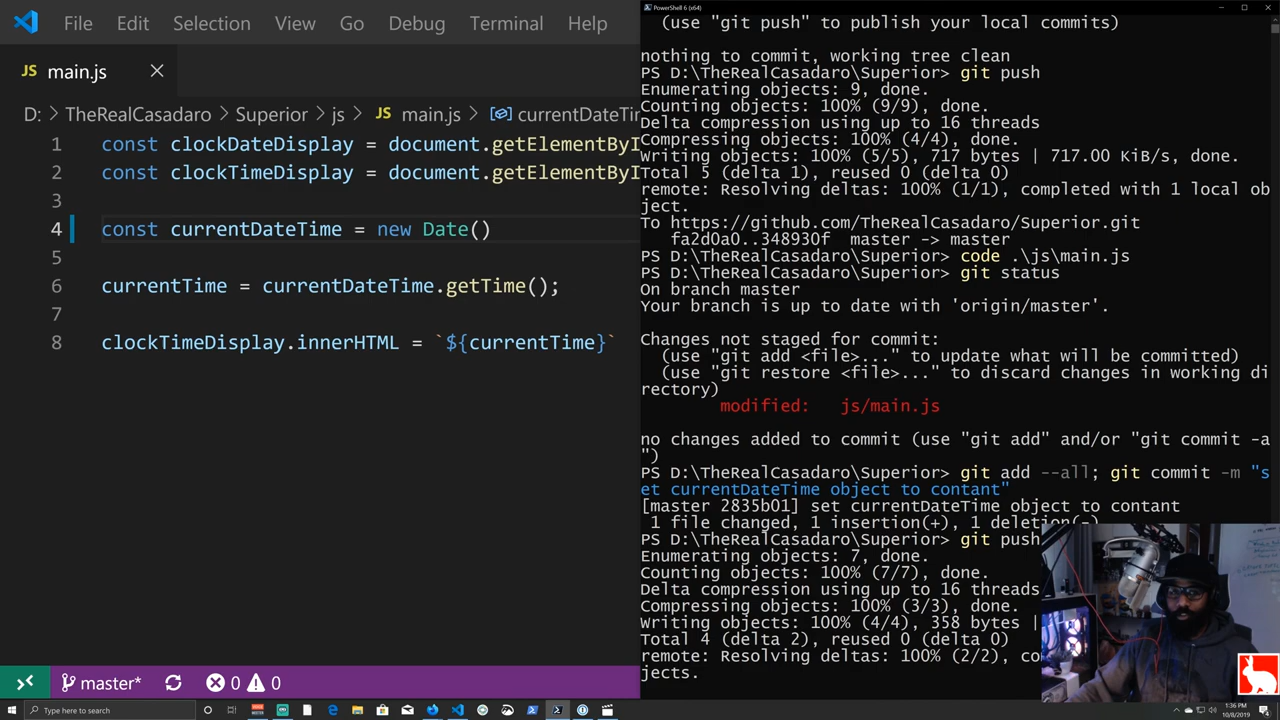 File Edit Selection View Go Debug Terminal Help
JS main.js
D: > TheRealCasadaro > Superior > js > JS main.js > currentDateTim
1 const clockDateDisplay = document.getElementByI
2 const clockTimeDisplay = document.getElementByI
3
4 const currentDateTime = new Date()
5
6 currentTime = currentDateTime.getTime();
7
8 clockTimeDisplay.innerHTML = `${currentTime}`
master* 0 0
PowerShell 6 (x64)
(use "git push" to publish your local commits)
nothing to commit, working tree clean
PS D:\TheRealCasadaro\Superior> git push
Enumerating objects: 9, done.
Counting objects: 100% (9/9), done.
Delta compression using up to 16 threads
Compressing objects: 100% (4/4), done.
Writing objects: 100% (5/5), 717 bytes | 717.00 KiB/s, done.
Total 5 (delta 1), reused 0 (delta 0)
remote: Resolving deltas: 100% (1/1), completed with 1 local ob
ject.
To https://github.com/TheRealCasadaro/Superior.git
fa2d0a0..348930f master -> master
PS D:\TheRealCasadaro\Superior> code .\js\main.js
PS D:\TheRealCasadaro\Superior> git status
On branch master
Your branch is up to date with 'origin/master'.
Changes not staged for commit:
(use "git add <file>..." to update what will be committed)
(use "git restore <file>..." to discard changes in working di
rectory)
modified: js/main.js
no changes added to commit (use "git add" and/or "git commit -a
")
PS D:\TheRealCasadaro\Superior> git add --all; git commit -m "s
et currentDateTime object to contant"
[master 2835b01] set currentDateTime object to contant
1 file changed, 1 insertion(+), 1 deletion(-)
PS D:\TheRealCasadaro\Superior> git push
Enumerating objects: 7, done.
Counting objects: 100% (7/7), done.
Delta compression using up to 16 threads
Compressing objects: 100% (3/3), done.
Writing objects: 100% (4/4), 358 bytes |
Total 4 (delta 2), reused 0 (delta 0)
remote: Resolving deltas: 100% (2/2), co
jects.
Type here to search
1:36 PM
10/8/2019